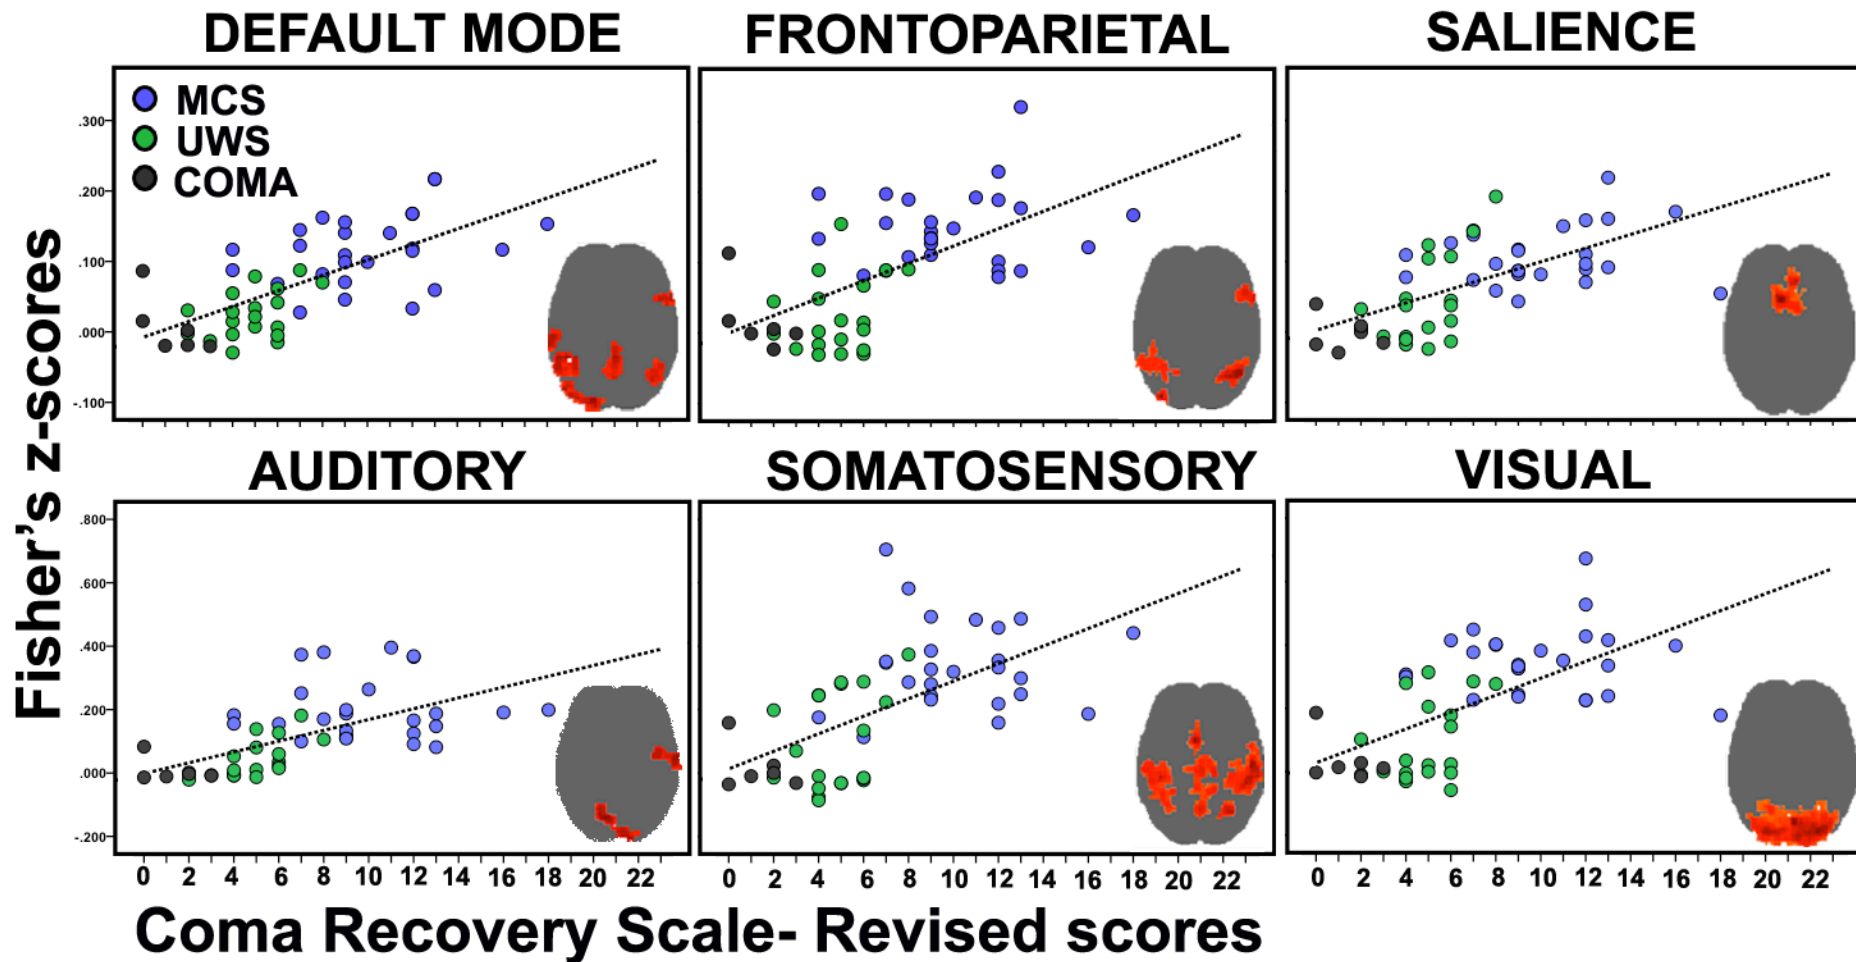 DEFAULT MODE
FRONTOPARIETAL
SALIENCE
MCS
UWS
COMA
.300
.200
.100
.000
-.100
Fisher's z-scores
AUDITORY
SOMATOSENSORY
VISUAL
.800
.600
.400
.200
.000
-.200
0 2 4 6 8 10 12 14 16 18 20 22
0 2 4 6 8 10 12 14 16 18 20 22
0 2 4 6 8 10 12 14 16 18 20 22
Coma Recovery Scale- Revised scores